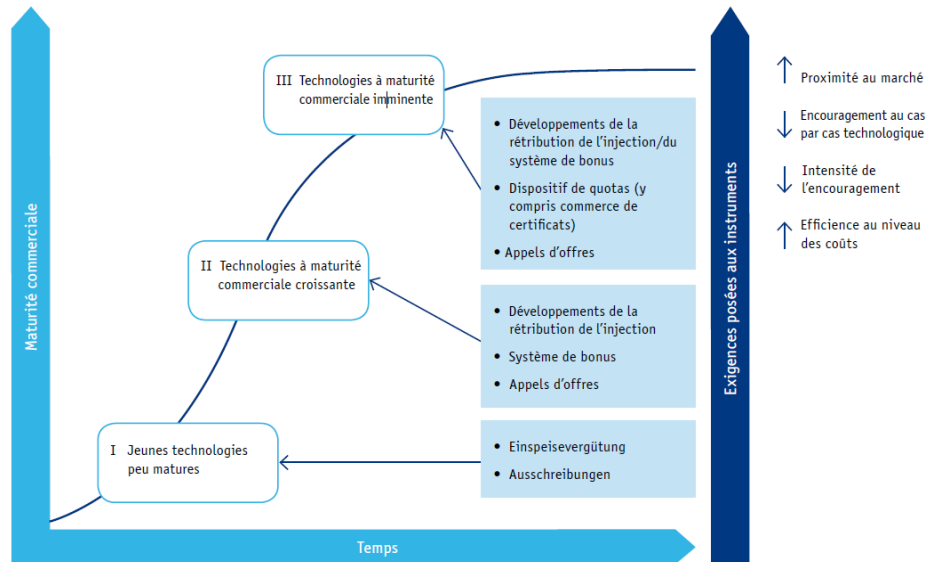 Maturité commerciale
III Technologies à maturité
commerciale imminente
II Technologies à maturité
commerciale croissante
I Jeunes technologies
peu matures
• Développements de la
rétribution de l'injection/du
système de bonus
• Dispositif de quotas (y
compris commerce de
certificats)
• Appels d'offres
• Développements de la
rétribution de l'injection
• Système de bonus
• Appels d'offres
• Einspeisevergütung
• Ausschreibungen
Temps
Exigences posées aux instruments
Proximité au marché
Encouragement au cas
par cas technologique
Intensité de
l'encouragement
Efficience au niveau
des coûts